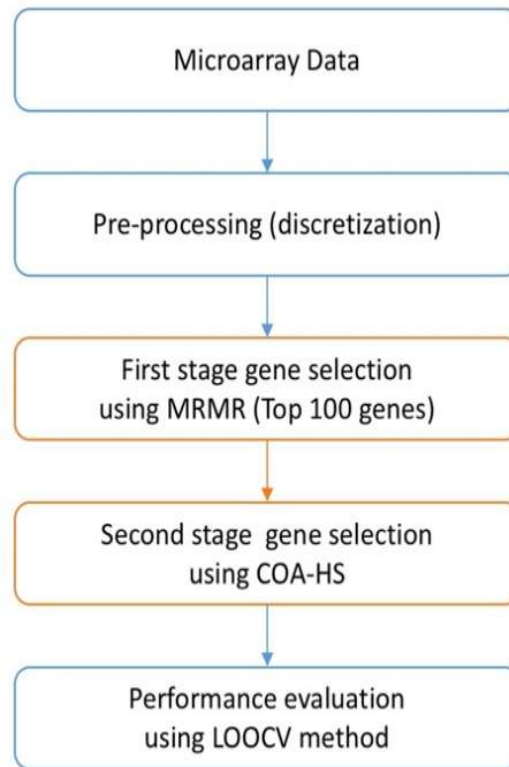 Microarray Data
Pre-processing (discretization)
First stage gene selection
using MRMR (Top 100 genes)
Second stage gene selection
using COA-HS
Performance evaluation
using LOOCV method